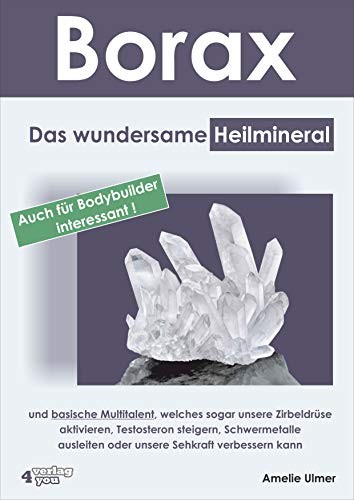 Borax
Das wundersame Heilmineral
Auch für Bodybuilder
interessant !
und basische Multitalent, welches sogar unsere Zirbeldrüse
aktivieren, Testosteron steigern, Schwermetalle
ausleiten oder unsere Sehkraft verbessern kann
4 verlag
you
Amelie Ulmer